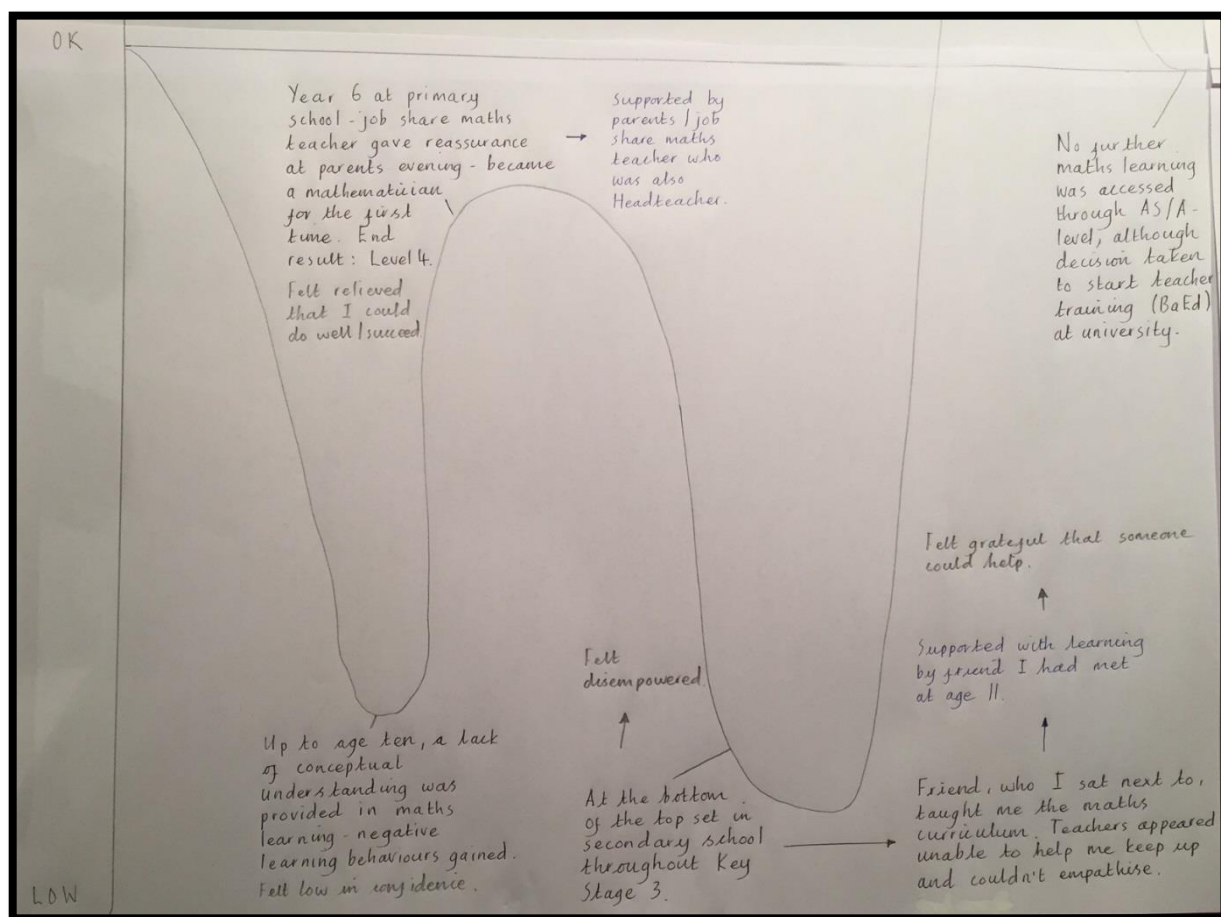 OK
Year 6 at primary
school - job share maths
teacher gave reassurance
at parents evening - became
a mathematician
for the first
time. End
result: Level 4.
Felt relieved
that I could
do well/succeed
→ Supported by
parents / job
share maths
teacher who
was also
Headteacher.
No further
maths learning
was accessed
through AS/A-
level, although
decision taken
to start teacher
training (BaEd)
at university.
Up to age ten, a lack
of conceptual
understanding was
provided in maths
learning - negative
learning behaviours gained.
Felt low in confidence.
Felt
disempowered.
At the bottom
of the top set in
secondary school
throughout Key
Stage 3.
Felt grateful that someone
could help.
Supported with learning
by friend I had met
at age 11.
Friend, who I sat next to,
taught me the maths
curriculum. Teachers appeared
unable to help me keep up
and couldn't empathise.
LOW